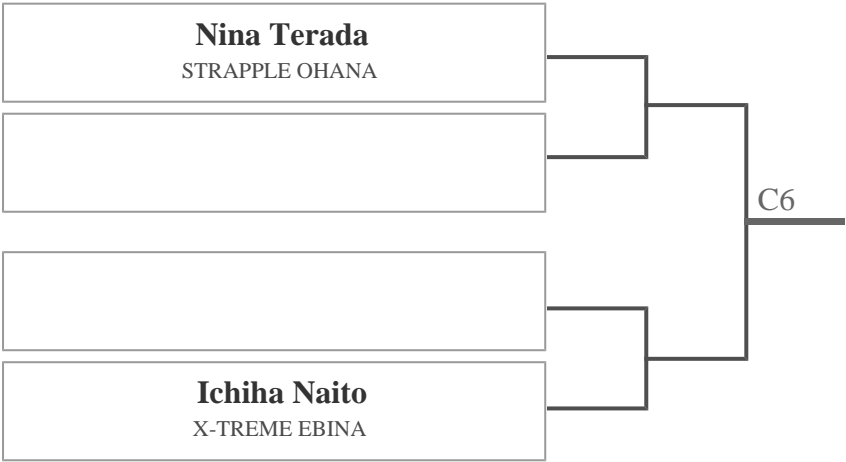 Nina Terada
STRAPPLE OHANA
C6
Ichiha Naito
X-TREME EBINA